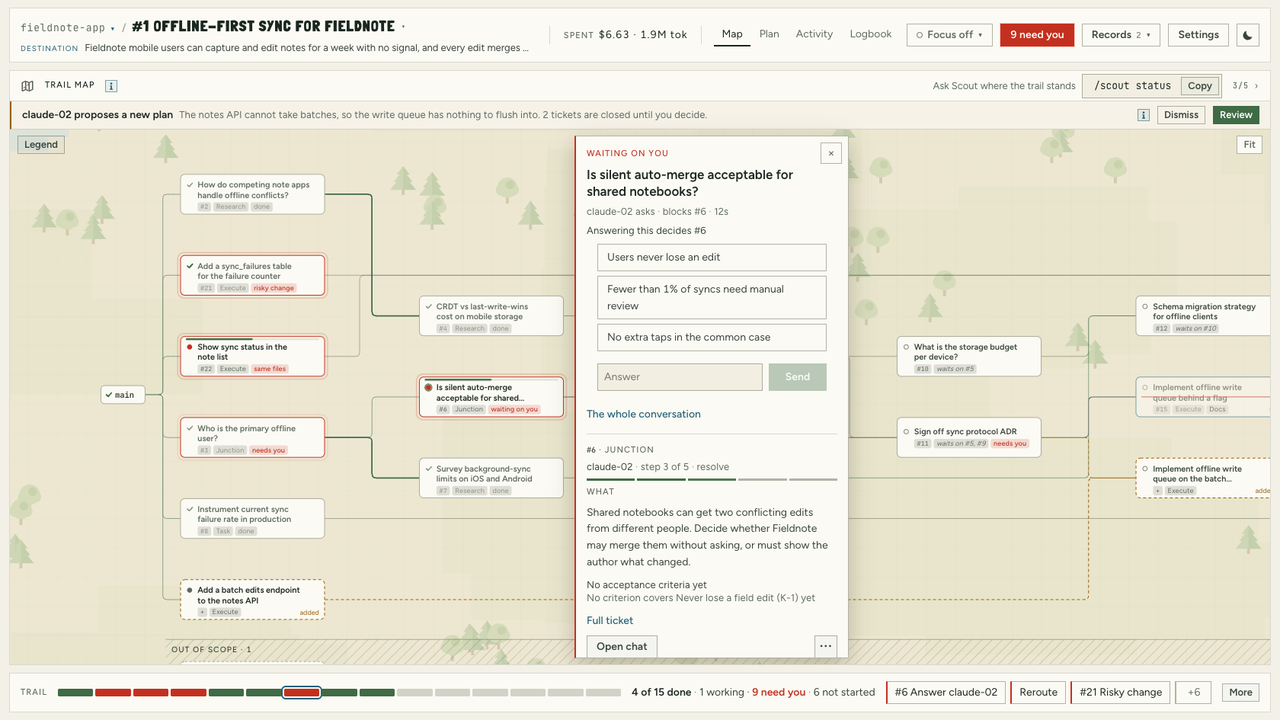 fieldnote-app ▾ / #1 OFFLINE-FIRST SYNC FOR FIELDNOTE
DESTINATION Fieldnote mobile users can capture and edit notes for a week with no signal, and every edit merges ...
SPENT $6.63 · 1.9M tok
Map
Plan
Activity
Logbook
Focus off ▾
9 need you
Records 2 ▾
Settings
TRAIL MAP i
Ask Scout where the trail stands
/scout status
Copy
3/5 ›
claude-02 proposes a new plan The notes API cannot take batches, so the write queue has nothing to flush into. 2 tickets are closed until you decide.
i
Dismiss
Review
Legend
Fit
main
How do competing note apps
handle offline conflicts?
#2 Research done
Add a sync_failures table
for the failure counter
#21 Execute risky change
Show sync status in the
note list
#22 Execute same files
Who is the primary offline
user?
#3 Junction needs you
Instrument current sync
failure rate in production
#8 Task done
Add a batch edits endpoint
to the notes API
+ Execute added
CRDT vs last-write-wins
cost on mobile storage
#4 Research done
Is silent auto-merge
acceptable for shared...
#6 Junction waiting on you
Survey background-sync
limits on iOS and Android
#7 Research done
WAITING ON YOU
×
Is silent auto-merge acceptable for
shared notebooks?
claude-02 asks · blocks #6 · 12s
Answering this decides #6
Users never lose an edit
Fewer than 1% of syncs need manual
review
No extra taps in the common case
Answer
Send
The whole conversation
#6 · JUNCTION
claude-02 · step 3 of 5 · resolve
WHAT
Shared notebooks can get two conflicting edits
from different people. Decide whether Fieldnote
may merge them without asking, or must show the
author what changed.
No acceptance criteria yet
No criterion covers Never lose a field edit (K-1) yet
Full ticket
Open chat
...
What is the storage budget
per device?
#10 waits on #5
Sign off sync protocol ADR
#11 waits on #5, #9 needs you
Schema migration strategy
for offline clients
#12 waits on #10
Implement offline write
queue behind a flag
#15 Execute Docs
Implement offline write
queue on the batch...
+ Execute adde
OUT OF SCOPE · 1
TRAIL
4 of 15 done · 1 working · 9 need you · 6 not started
#6 Answer claude-02
Reroute
#21 Risky change
+6
More